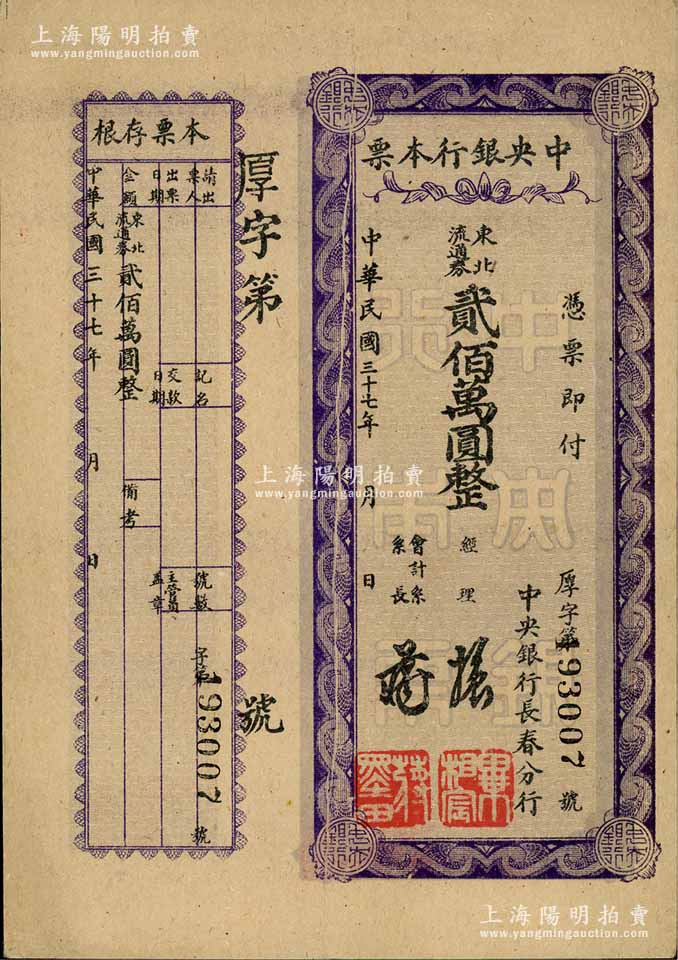 上海陽明拍賣
www.yangmingauction.com
中央銀行本票
憑票即付
東北流通券
貳佰萬圓整
中華民國三十七年 月 日
中央銀行長春分行
厚字第193007號
經理
會計系系長
厚字第 號
本票存根
請出票人
記名
號數
字第193007號
出票日期
交款日期
主管員蓋章
金額
東北流通券
貳佰萬圓整
備考
中華民國三十七年 月 日
上海陽明拍賣
www.yangmingauction.com
上海陽明拍賣
www.yangmingauction.com